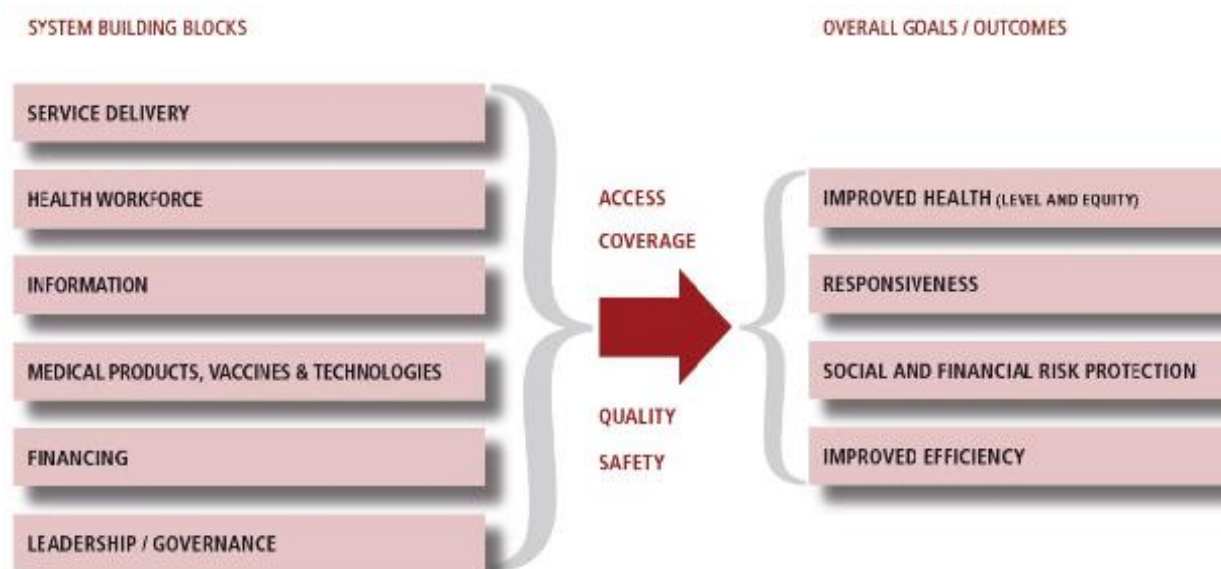 SYSTEM BUILDING BLOCKS
SERVICE DELIVERY
HEALTH WORKFORCE
INFORMATION
MEDICAL PRODUCTS, VACCINES & TECHNOLOGIES
FINANCING
LEADERSHIP / GOVERNANCE
ACCESS
COVERAGE
QUALITY
SAFETY
OVERALL GOALS / OUTCOMES
IMPROVED HEALTH (LEVEL AND EQUITY)
RESPONSIVENESS
SOCIAL AND FINANCIAL RISK PROTECTION
IMPROVED EFFICIENCY